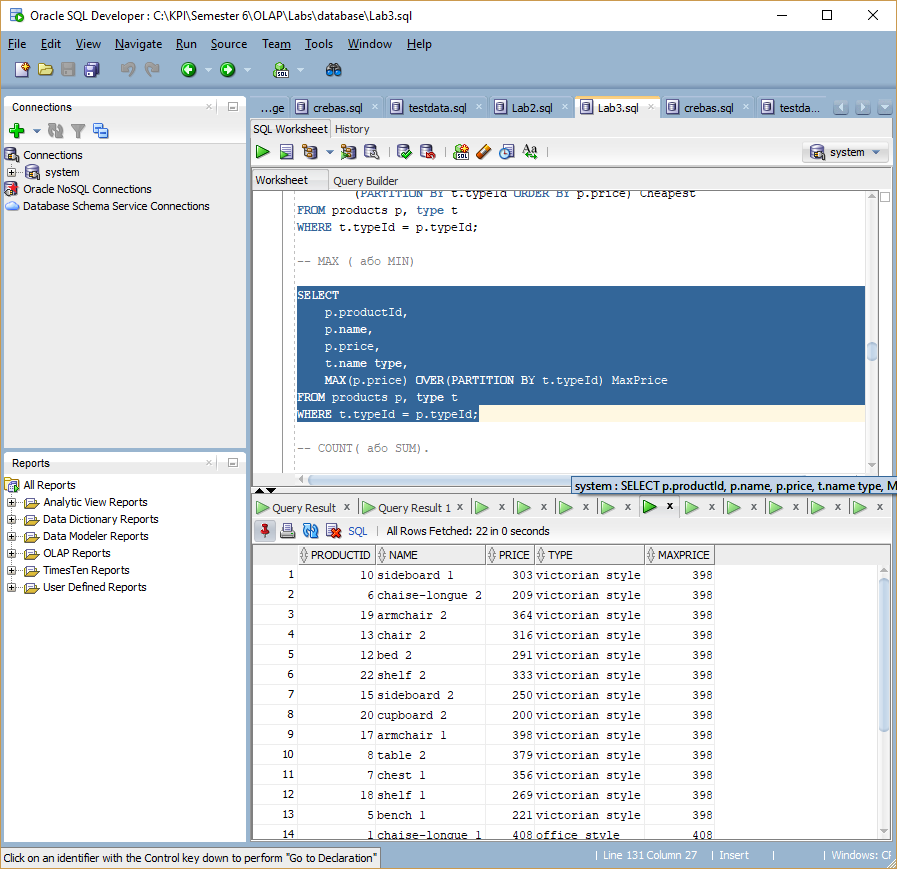 Oracle SQL Developer : C:\KPI\Semester 6\OLAP\Labs\database\Lab3.sql
File Edit View Navigate Run Source Team Tools Window Help
Connections
Connections
system
Oracle NoSQL Connections
Database Schema Service Connections
Reports
All Reports
Analytic View Reports
Data Dictionary Reports
Data Modeler Reports
OLAP Reports
TimesTen Reports
User Defined Reports
...ge crebas.sql testdata.sql Lab2.sql Lab3.sql crebas.sql testda...
SQL Worksheet History
system
Worksheet Query Builder
(PARTITION BY t.typeId ORDER BY p.price) Cheapest
FROM products p, type t
WHERE t.typeId = p.typeId;
-- MAX ( або MIN)
SELECT
p.productId,
p.name,
p.price,
t.name type,
MAX(p.price) OVER(PARTITION BY t.typeId) MaxPrice
FROM products p, type t
WHERE t.typeId = p.typeId;
-- COUNT( або SUM).
system : SELECT p.productId, p.name, p.price, t.name type, M
Query Result Query Result 1
SQL | All Rows Fetched: 22 in 0 seconds
PRODUCTID NAME PRICE TYPE MAXPRICE
1 10 sideboard 1 303 victorian style 398
2 6 chaise-longue 2 209 victorian style 398
3 19 armchair 2 364 victorian style 398
4 13 chair 2 316 victorian style 398
5 12 bed 2 291 victorian style 398
6 22 shelf 2 333 victorian style 398
7 15 sideboard 2 250 victorian style 398
8 20 cupboard 2 200 victorian style 398
9 17 armchair 1 398 victorian style 398
10 8 table 2 379 victorian style 398
11 7 chest 1 356 victorian style 398
12 18 shelf 1 269 victorian style 398
13 5 bench 1 221 victorian style 398
14 1 chaise-longue 1 408 office style 408
Click on an identifier with the Control key down to perform "Go to Declaration"
| Line 131 Column 27 | Insert | | Windows: CF